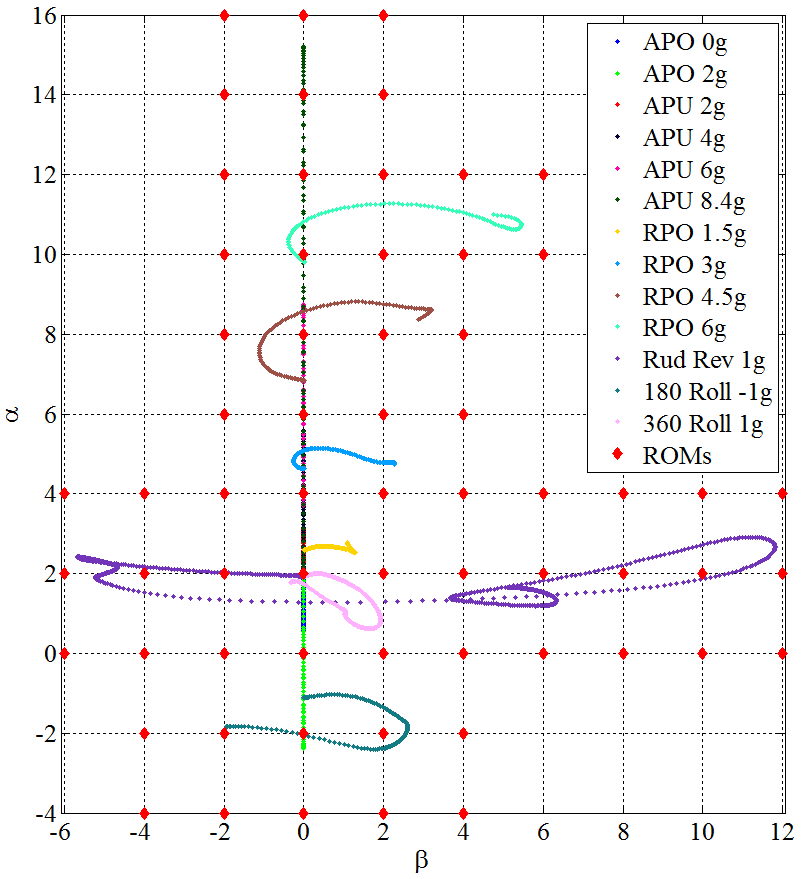 16
14
12
10
8
6
4
2
0
-2
-4
α
-6 -4 -2 0 2 4 6 8 10 12
β
APO 0g
APO 2g
APU 2g
APU 4g
APU 6g
APU 8.4g
RPO 1.5g
RPO 3g
RPO 4.5g
RPO 6g
Rud Rev 1g
180 Roll -1g
360 Roll 1g
ROMs